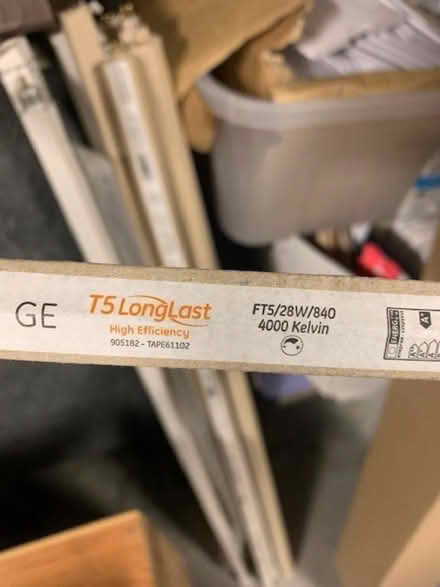 GE
T5 LongLast
High Efficiency
905182 - TAPE61102
FT5/28W/840
4000 Kelvin